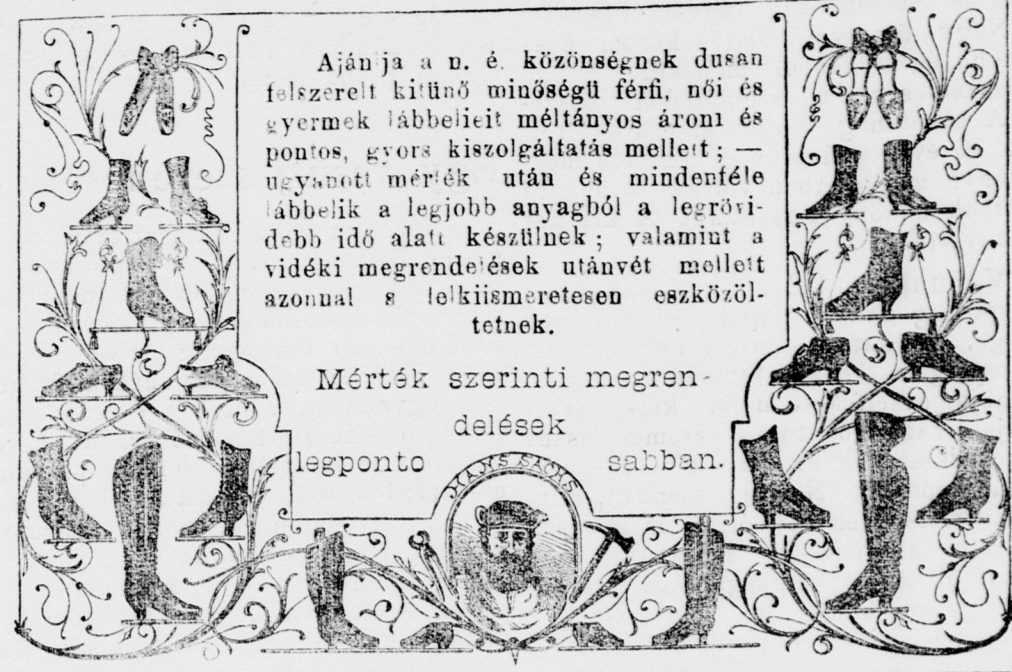 Ajánlja a n. é. közönségnek dusan
felszerelt kitünő minőségü férfi, női és
gyermek lábbelieit méltányos áron és
pontos, gyors kiszolgáltatás mellett; —
ugyanott mérték után és mindenféle
lábbelik a legjobb anyagból a legrövi-
debb idő alatt készülnek; valamint a
vidéki megrendelések utánvét mellett
azonnal s lelkiismeretesen eszközöl-
tetnek.
Mérték szerinti megren-
delések
legponto sabban.
HANS SACHS